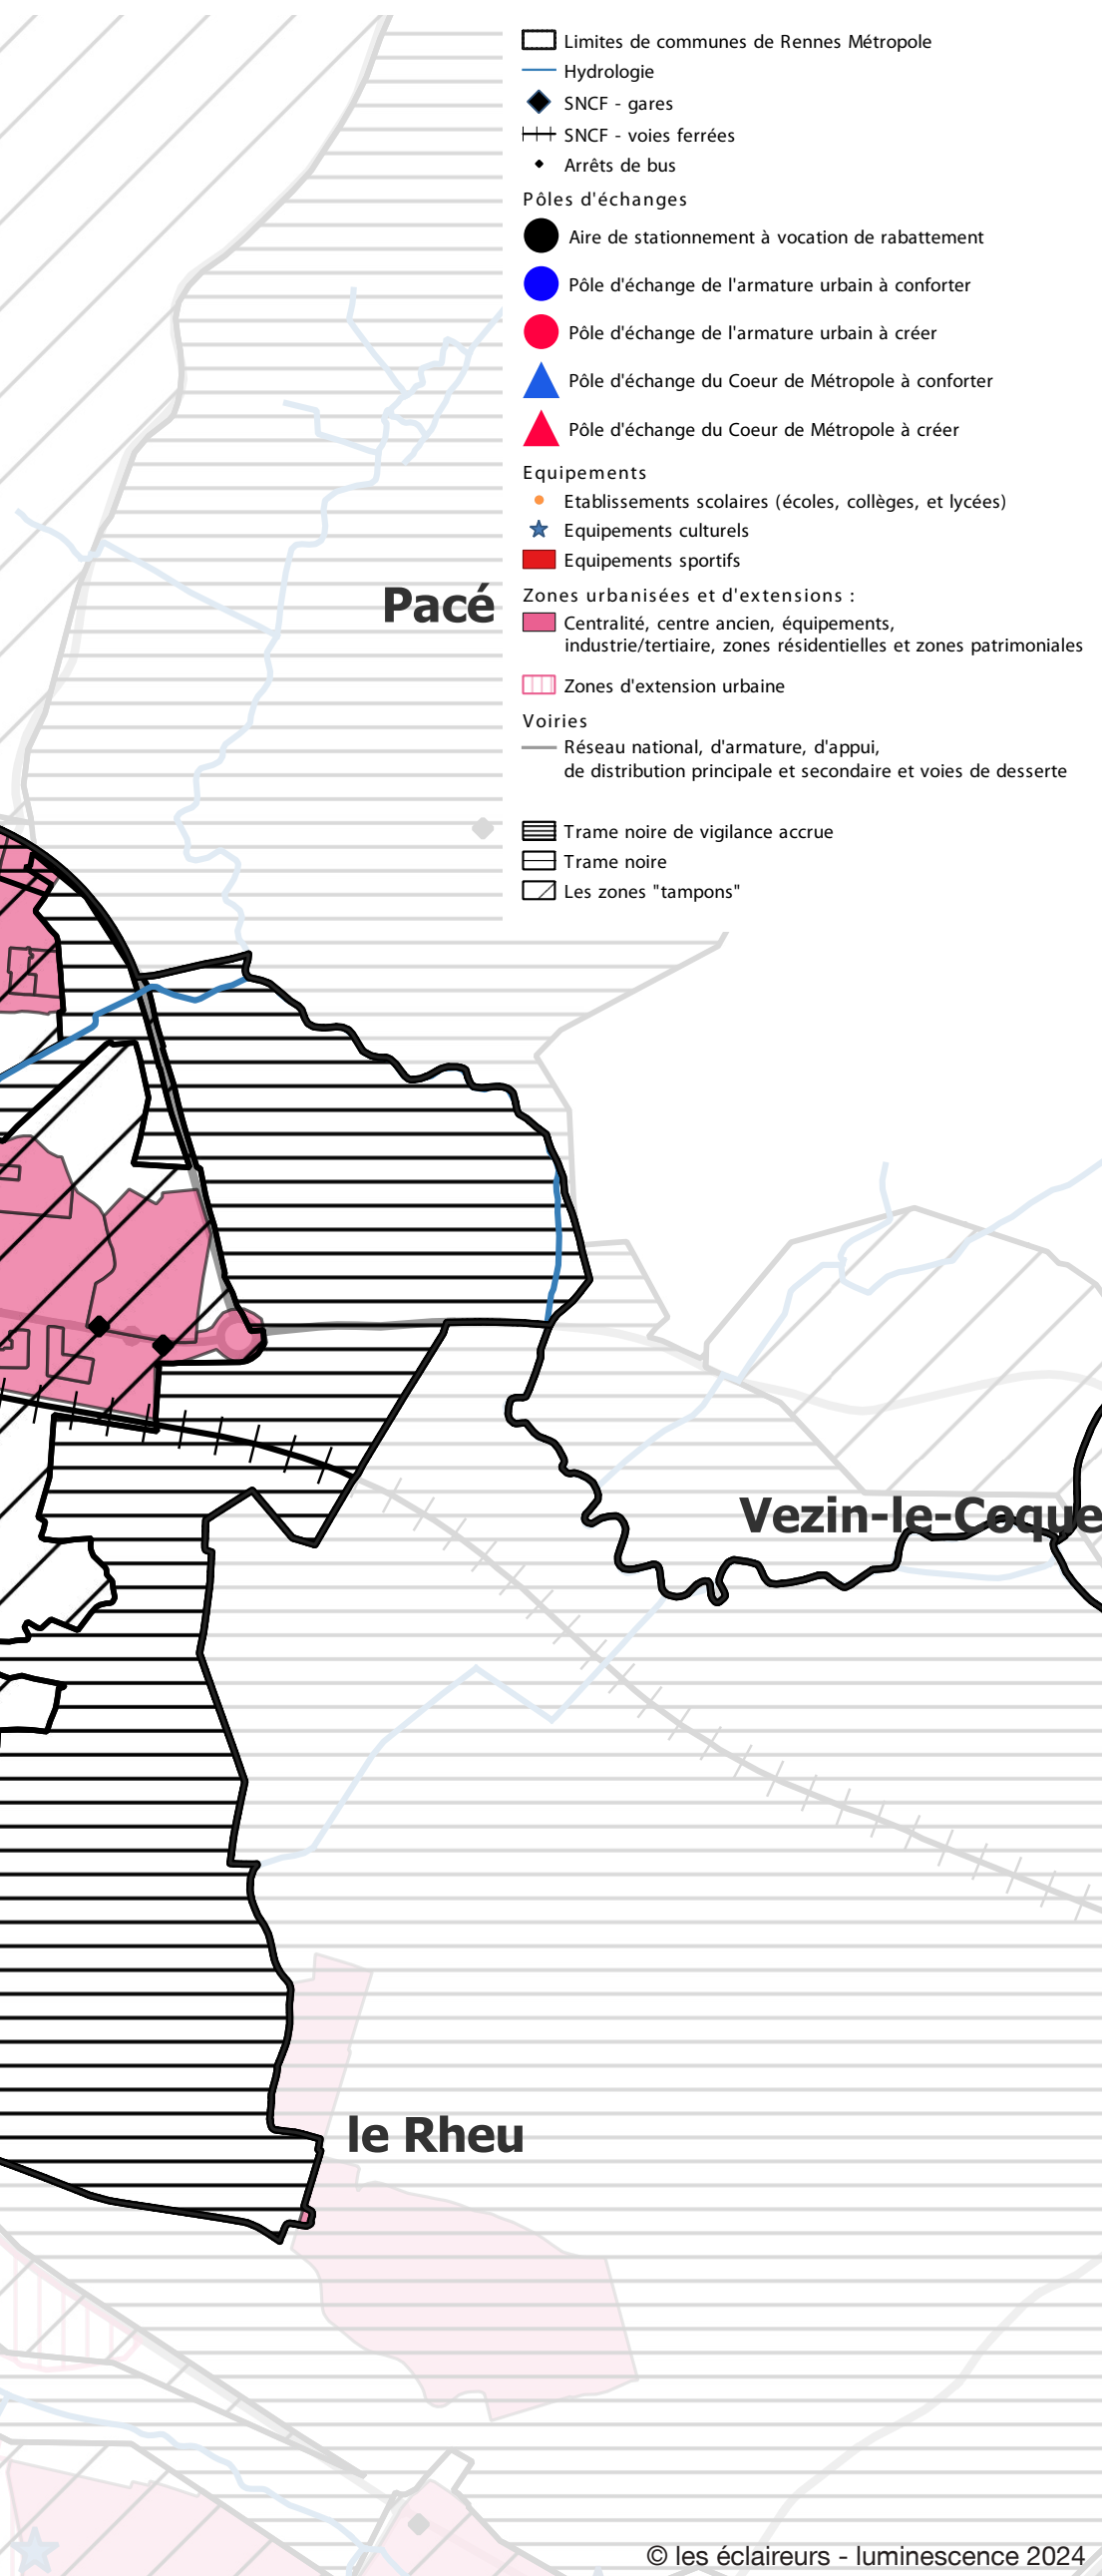 Limites de communes de Rennes Métropole
Hydrologie
SNCF - gares
SNCF - voies ferrées
Arrêts de bus
Pôles d'échanges
Aire de stationnement à vocation de rabattement
Pôle d'échange de l'armature urbain à conforter
Pôle d'échange de l'armature urbain à créer
Pôle d'échange du Coeur de Métropole à conforter
Pôle d'échange du Coeur de Métropole à créer
Equipements
Etablissements scolaires (écoles, collèges, et lycées)
Equipements culturels
Equipements sportifs
Zones urbanisées et d'extensions :
Centralité, centre ancien, équipements,
industrie/tertiaire, zones résidentielles et zones patrimoniales
Zones d'extension urbaine
Voiries
Réseau national, d'armature, d'appui,
de distribution principale et secondaire et voies de desserte
Trame noire de vigilance accrue
Trame noire
Les zones "tampons"
Pacé
Vezin-le-Coque
le Rheu
© les éclaireurs - luminescence 2024